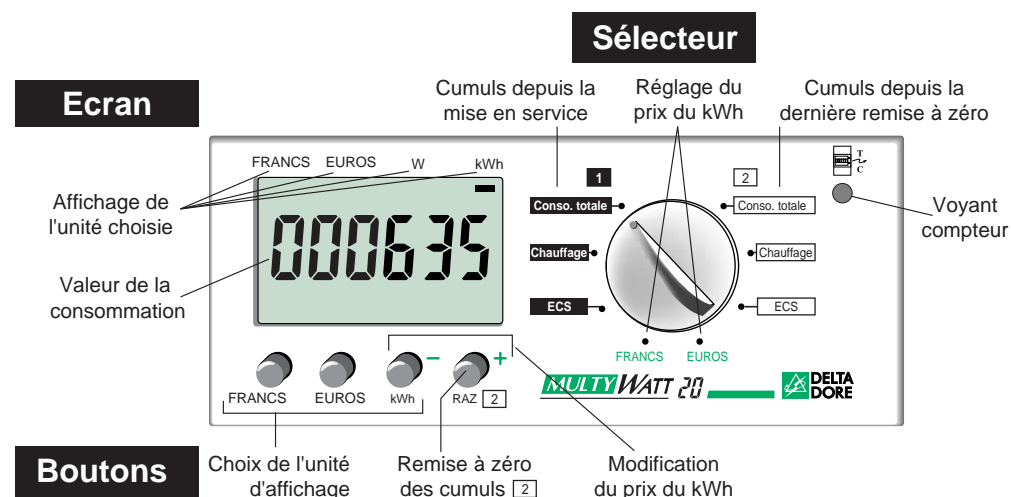 Sélecteur
Ecran
Cumuls depuis la
mise en service
Réglage du
prix du kWh
Cumuls depuis la
dernière remise à zéro
FRANCS EUROS W kWh
T
C
1
2
Affichage de
l'unité choisie
Conso. totale
Conso. totale
Voyant
compteur
000635
Chauffage
Chauffage
Valeur de la
consommation
ECS
ECS
FRANCS EUROS
- +
FRANCS EUROS kWh RAZ 2
MULTYWATT 20
DELTA
DORE
Boutons
Choix de l'unité
d'affichage
Remise à zéro
des cumuls 2
Modification
du prix du kWh